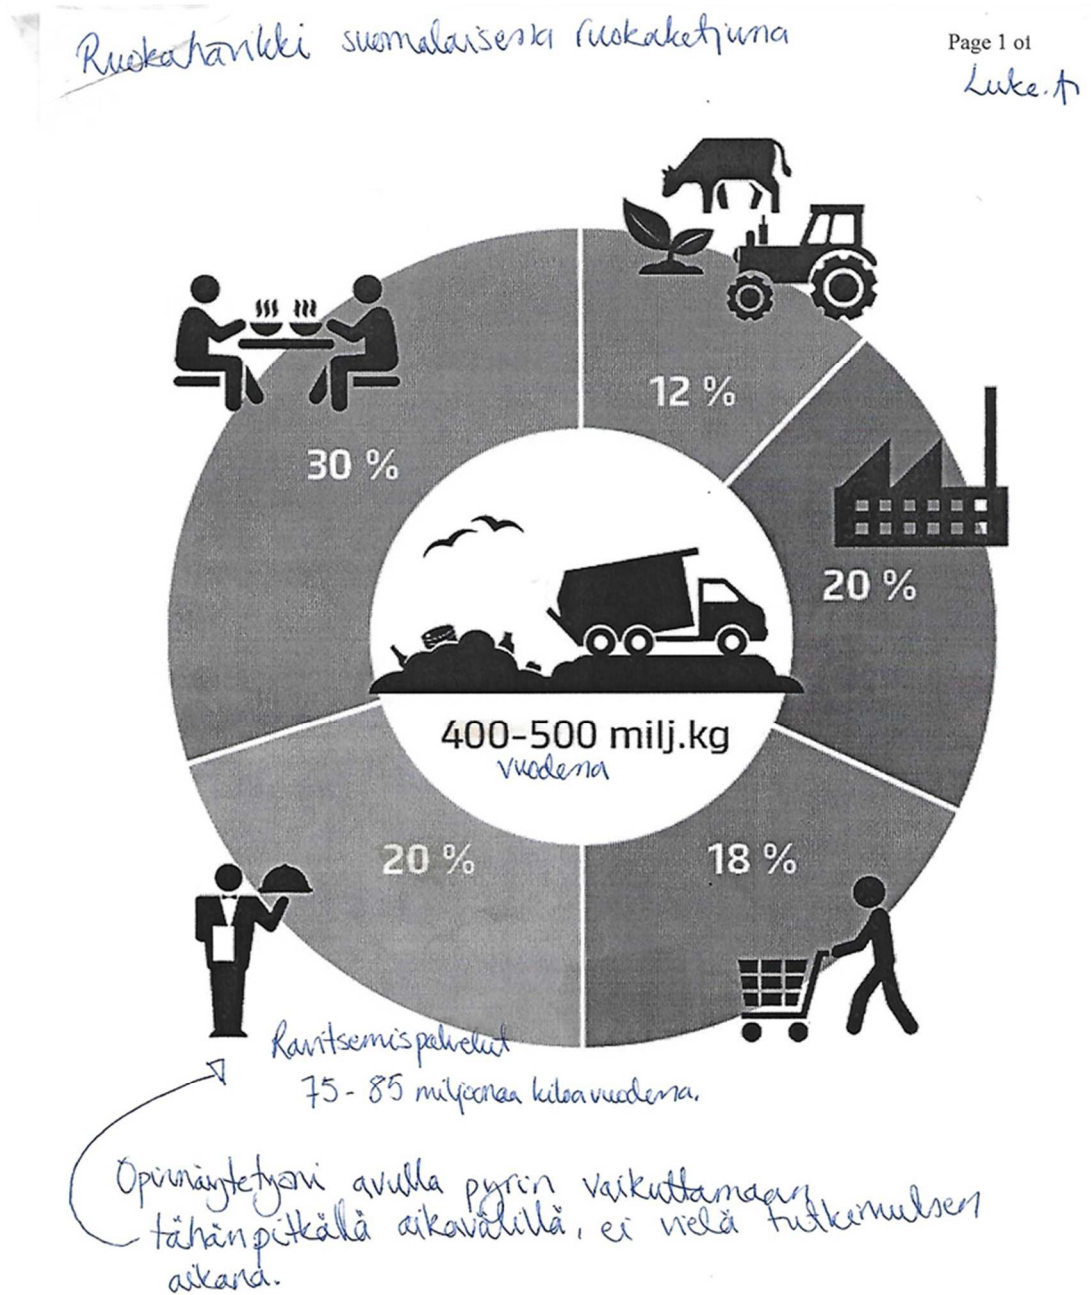 Ruokahävikki suomalaisessa ruokaketjussa
Page 1 of
Luke.fi
12 %
30 %
20 %
400-500 milj.kg
vuodessa
20 %
18 %
Ravitsemispalvelut
75-85 miljoonaa kiloa vuodessa.
Opinnäytetyöni avulla pyrin vaikuttamaan
tähän pitkällä aikavälillä, ei vielä tutkimuksen
aikana.